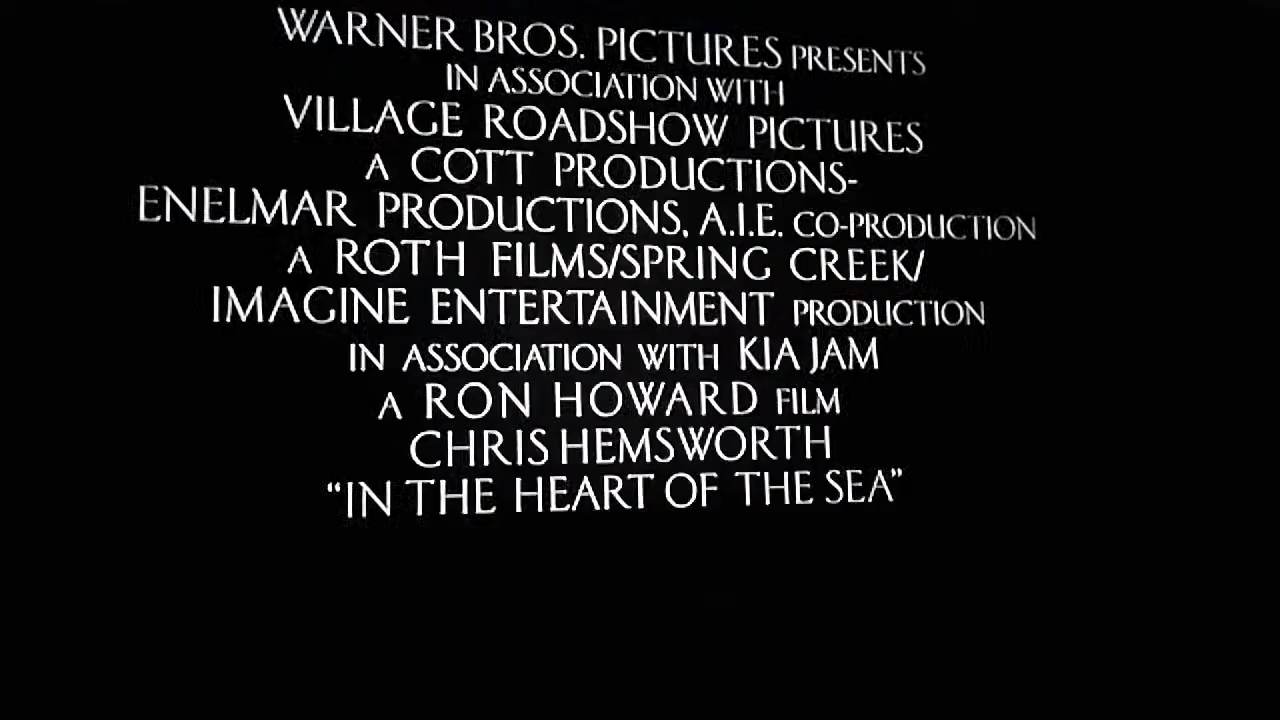 WARNER BROS. PICTURES PRESENTS
IN ASSOCIATION WITH
VILLAGE ROADSHOW PICTURES
A COTT PRODUCTIONS-
ENELMAR PRODUCTIONS, A.I.E. CO-PRODUCTION
A ROTH FILMS/SPRING CREEK/
IMAGINE ENTERTAINMENT PRODUCTION
IN ASSOCIATION WITH KIA JAM
A RON HOWARD FILM
CHRIS HEMSWORTH
“IN THE HEART OF THE SEA”